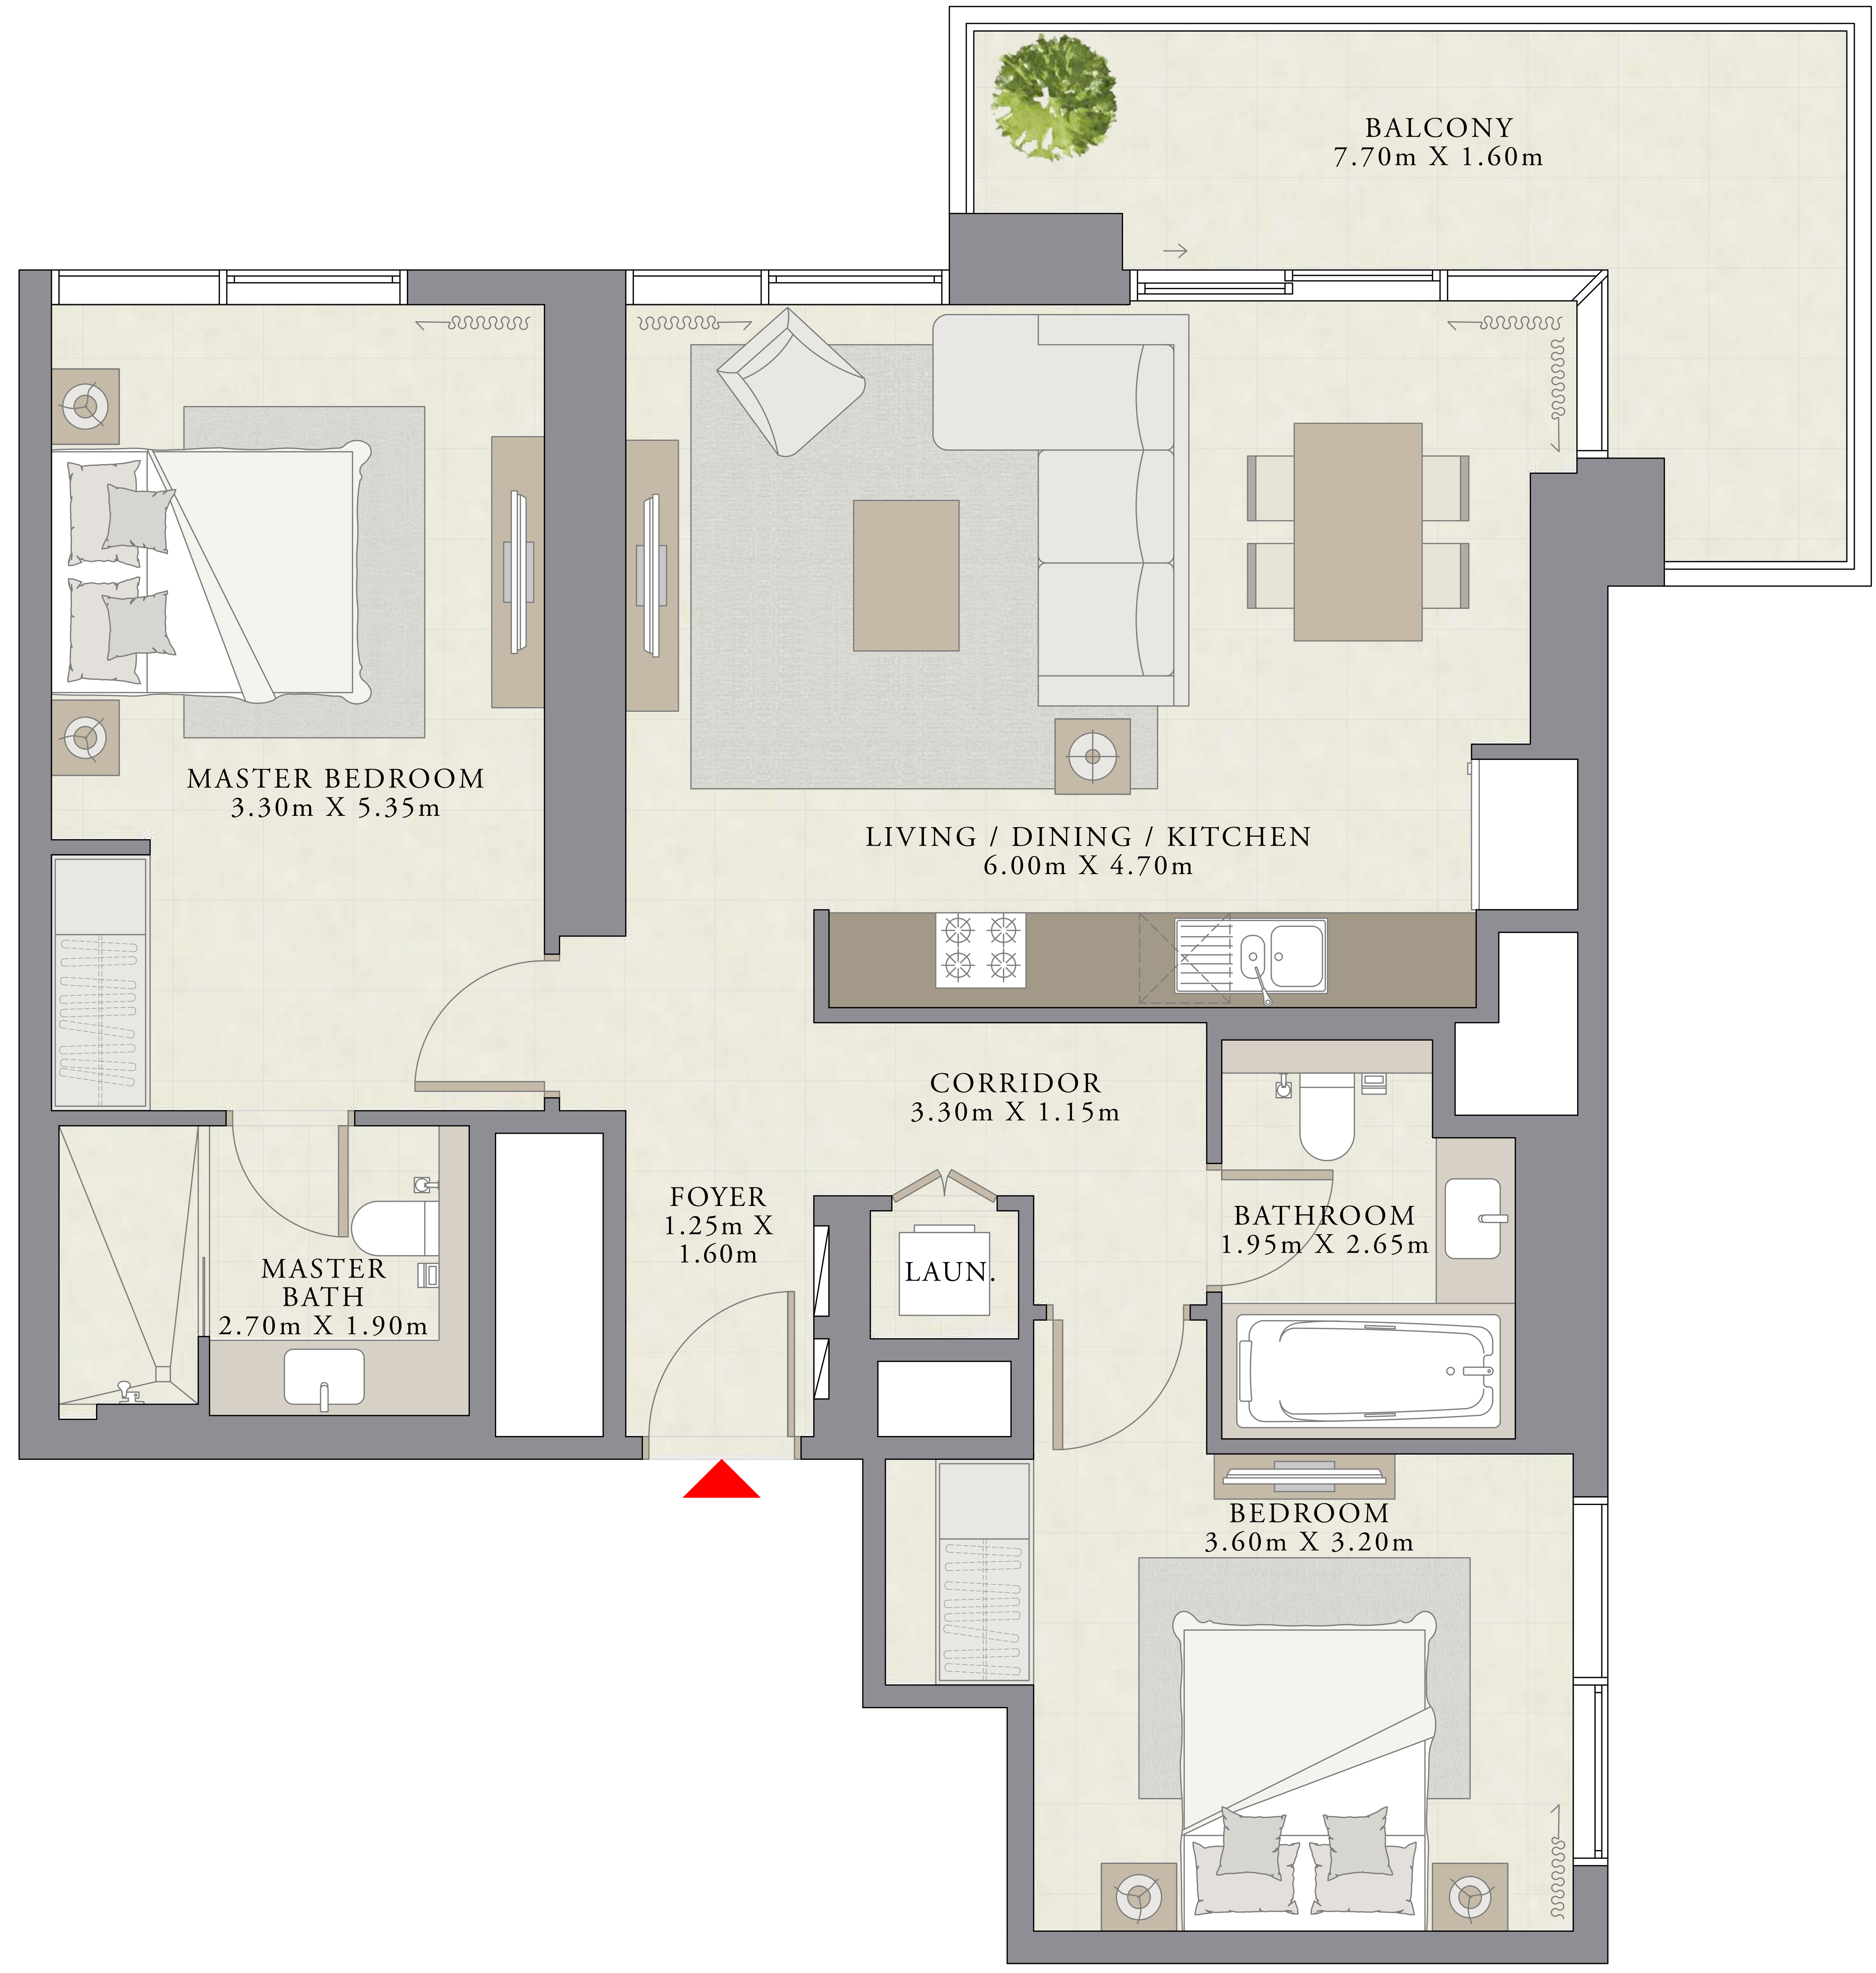 BALCONY
7.70m X 1.60m
MASTER BEDROOM
3.30m X 5.35m
LIVING / DINING / KITCHEN
6.00m X 4.70m
CORRIDOR
3.30m X 1.15m
FOYER
1.25m X
1.60m
BATHROOM
1.95m X 2.65m
LAUN.
MASTER
BATH
2.70m X 1.90m
BEDROOM
3.60m X 3.20m